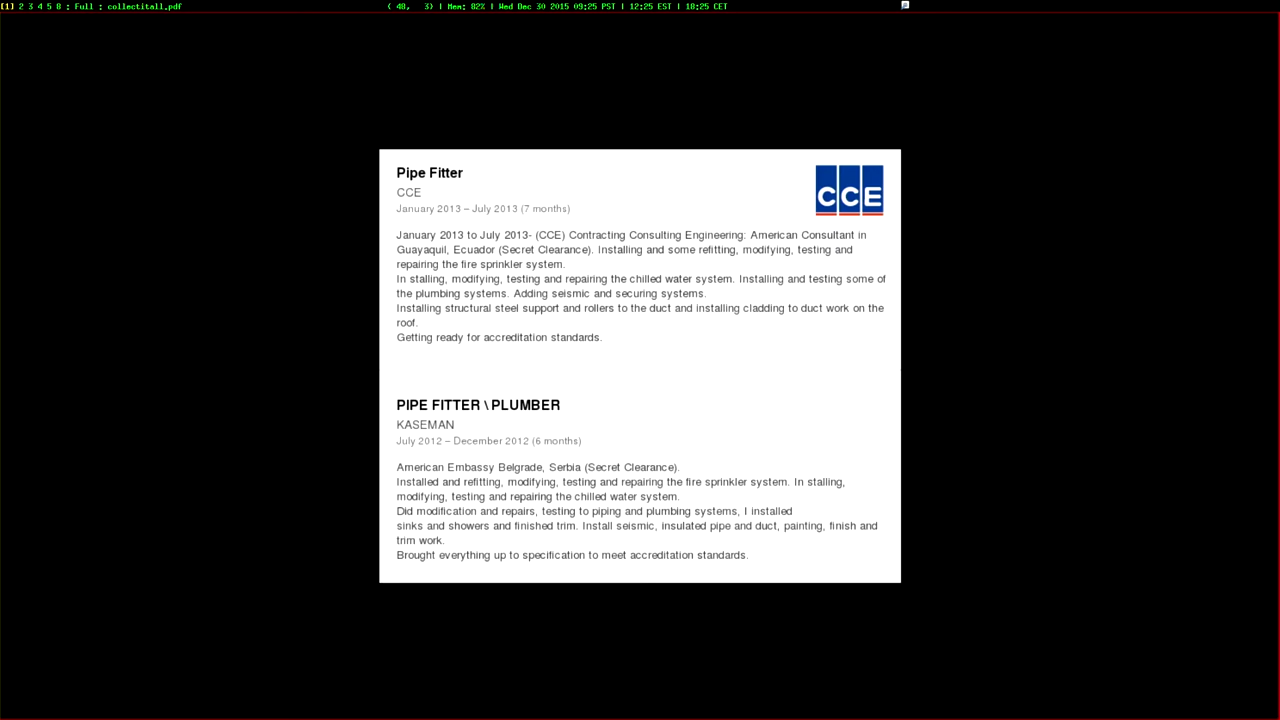 [1] 2 3 4 5 8 : Full : collectitall.pdf ( 48, 3) | Mem: 82% | Wed Dec 30 2015 09:25 PST | 12:25 EST | 18:25 CET
Pipe Fitter
CCE
CCE
January 2013 – July 2013 (7 months)
January 2013 to July 2013- (CCE) Contracting Consulting Engineering: American Consultant in
Guayaquil, Ecuador (Secret Clearance). Installing and some refitting, modifying, testing and
repairing the fire sprinkler system.
In stalling, modifying, testing and repairing the chilled water system. Installing and testing some of
the plumbing systems. Adding seismic and securing systems.
Installing structural steel support and rollers to the duct and installing cladding to duct work on the
roof.
Getting ready for accreditation standards.
PIPE FITTER \ PLUMBER
KASEMAN
July 2012 – December 2012 (6 months)
American Embassy Belgrade, Serbia (Secret Clearance).
Installed and refitting, modifying, testing and repairing the fire sprinkler system. In stalling,
modifying, testing and repairing the chilled water system.
Did modification and repairs, testing to piping and plumbing systems, I installed
sinks and showers and finished trim. Install seismic, insulated pipe and duct, painting, finish and
trim work.
Brought everything up to specification to meet accreditation standards.